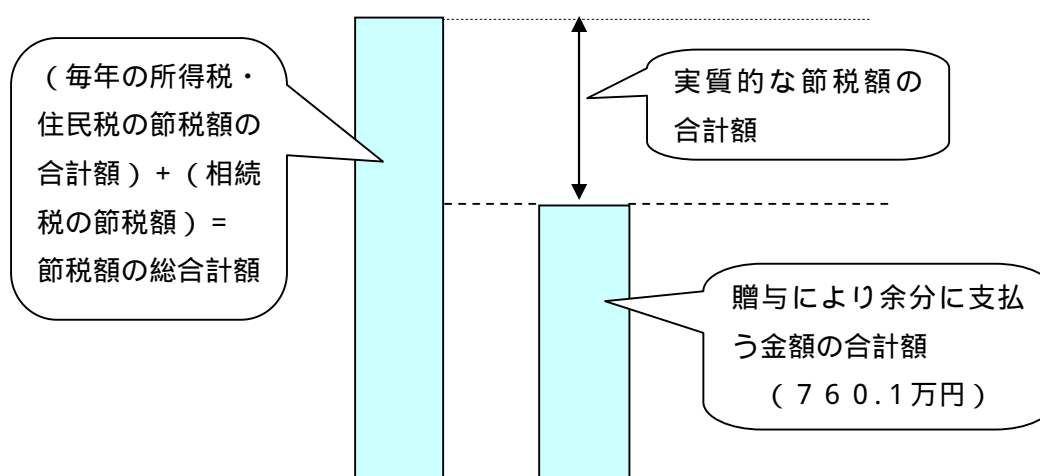 （毎年の所得税・
住民税の節税額の
合計額）+（相続
税の節税額）=
節税額の総合計額
実質的な節税額の
合計額
贈与により余分に支払
う金額の合計額
（７６０.１万円）